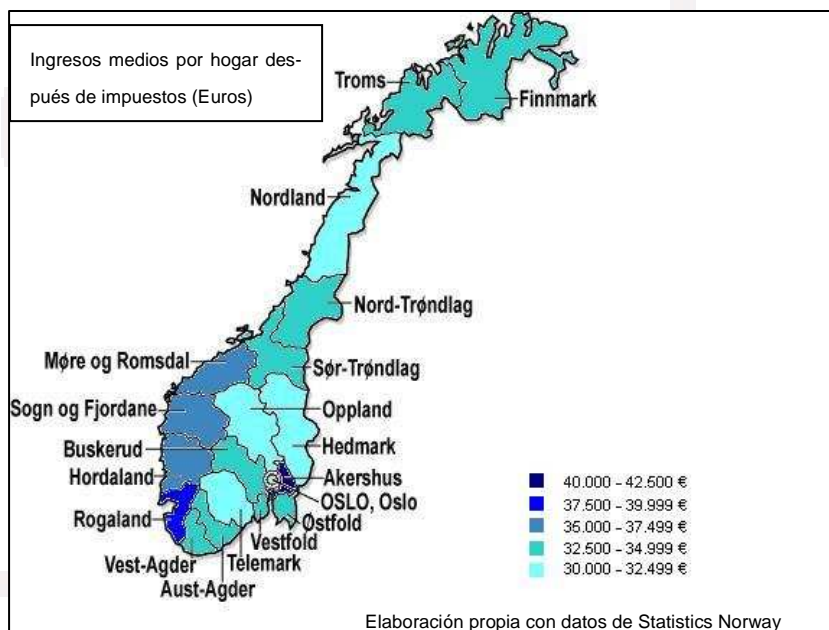 Ingresos medios por hogar des-
pués de impuestos (Euros)
Troms
Finnmark
Nordland
Nord-Trøndlag
Møre og Romsdal
Sør-Trøndlag
Sogn og Fjordane
Oppland
Buskerud
Hedmark
Hordaland
Akershus
OSLO, Oslo
Rogaland
Østfold
Vestfold
Vest-Agder
Telemark
Aust-Agder
40.000 - 42.500 €
37.500 - 39.999 €
35.000 - 37.499 €
32.500 - 34.999 €
30.000 - 32.499 €
Elaboración propia con datos de Statistics Norway